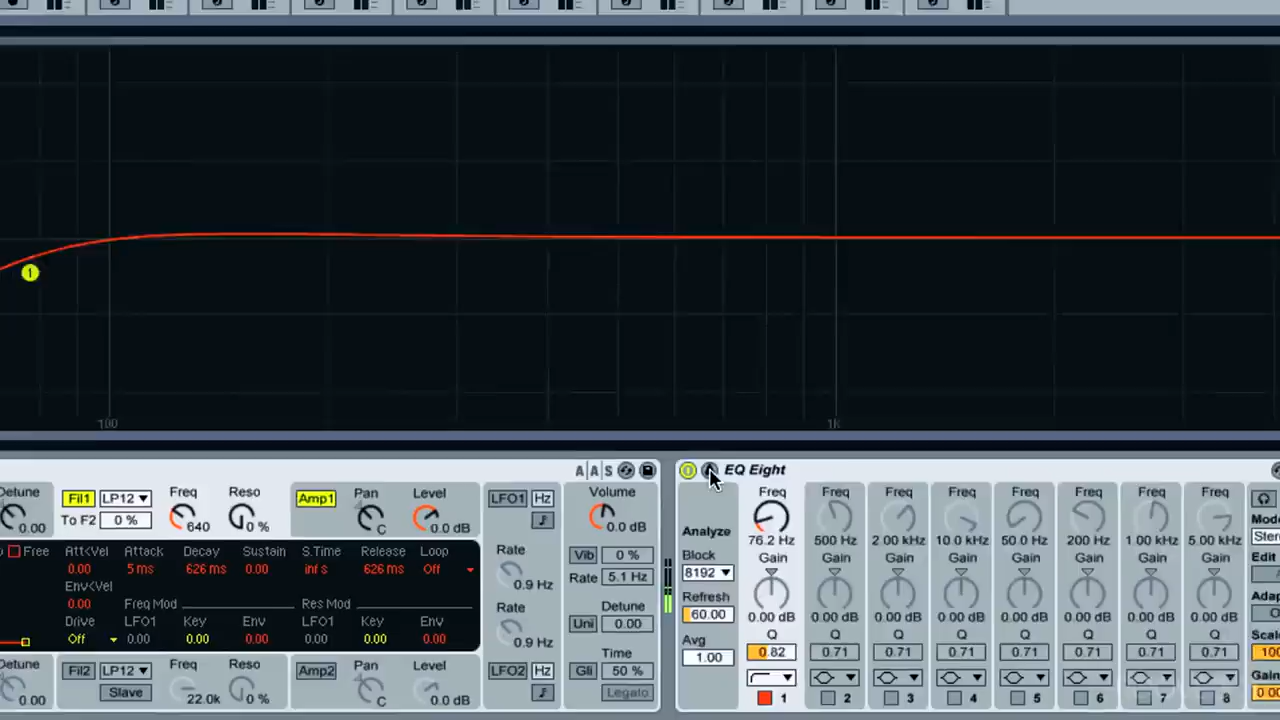 1
100 1k
A A S
EQ Eight
Detune 0.00
Fil1 LP12 Freq 640 Reso 0 %
To F2 0 %
Amp1 Pan C Level 0.0 dB
LFO1 Hz
Volume 0.0 dB
Free Att<Vel Attack Decay Sustain S.Time Release Loop
0.00 5 ms 626 ms 0.00 inf s 626 ms Off
Env<Vel
0.00 Freq Mod Res Mod
Drive LFO1 Key Env LFO1 Key Env
Off 0.00 0.00 0.00 0.00 0.00 0.00
Rate 0.9 Hz
Rate 0.9 Hz
Vib 0 %
Rate 5.1 Hz
Detune
Uni 0.00
Time
Gli 50 %
Legato
0.00 Fil2 LP12 Freq 22.0k Reso 0 %
Slave
Amp2 Pan C Level 0.0 dB
LFO2 Hz
Analyze
Block
8192
Refresh
60.00
Avg
1.00
Freq Freq Freq Freq Freq Freq Freq Freq
76.2 Hz 500 Hz 2.00 kHz 10.0 kHz 50.0 Hz 200 Hz 1.00 kHz 5.00 kHz
Gain Gain Gain Gain Gain Gain Gain Gain
0.00 dB 0.00 dB 0.00 dB 0.00 dB 0.00 dB 0.00 dB 0.00 dB 0.00 dB
Q Q Q Q Q Q Q Q
0.82 0.71 0.71 0.71 0.71 0.71 0.71 0.71
1 2 3 4 5 6 7 8
Mod
Ster
Edit
Adap
Scal
100
Gain
0.00